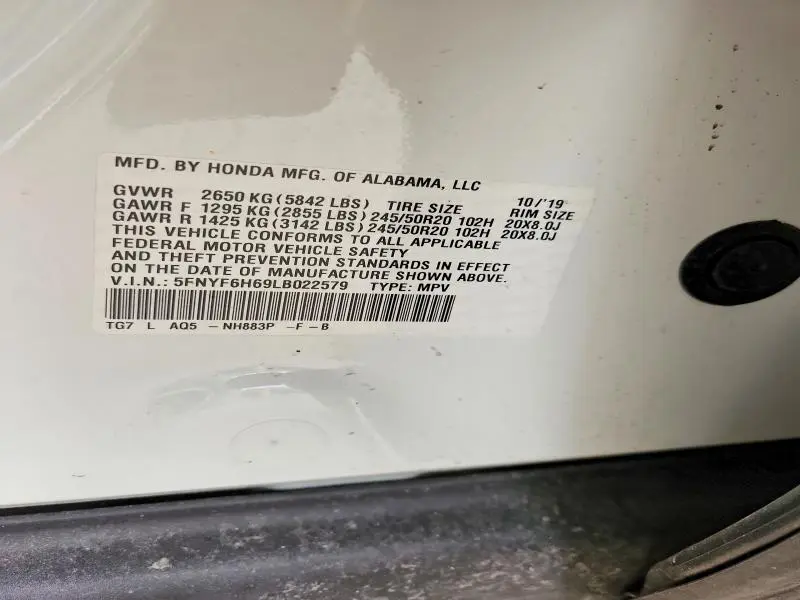 MFD. BY HONDA MFG. OF ALABAMA, LLC
10/'19
GVWR 2650 KG (5842 LBS) TIRE SIZE RIM SIZE
GAWR F 1295 KG (2855 LBS) 245/50R20 102H 20X8.0J
GAWR R 1425 KG (3142 LBS) 245/50R20 102H 20X8.0J
THIS VEHICLE CONFORMS TO ALL APPLICABLE
FEDERAL MOTOR VEHICLE SAFETY
AND THEFT PREVENTION STANDARDS IN EFFECT
ON THE DATE OF MANUFACTURE SHOWN ABOVE.
V.I.N.: 5FNYF6H69LB022579 TYPE: MPV
TG7 L AQ5 - NH883P -F -B